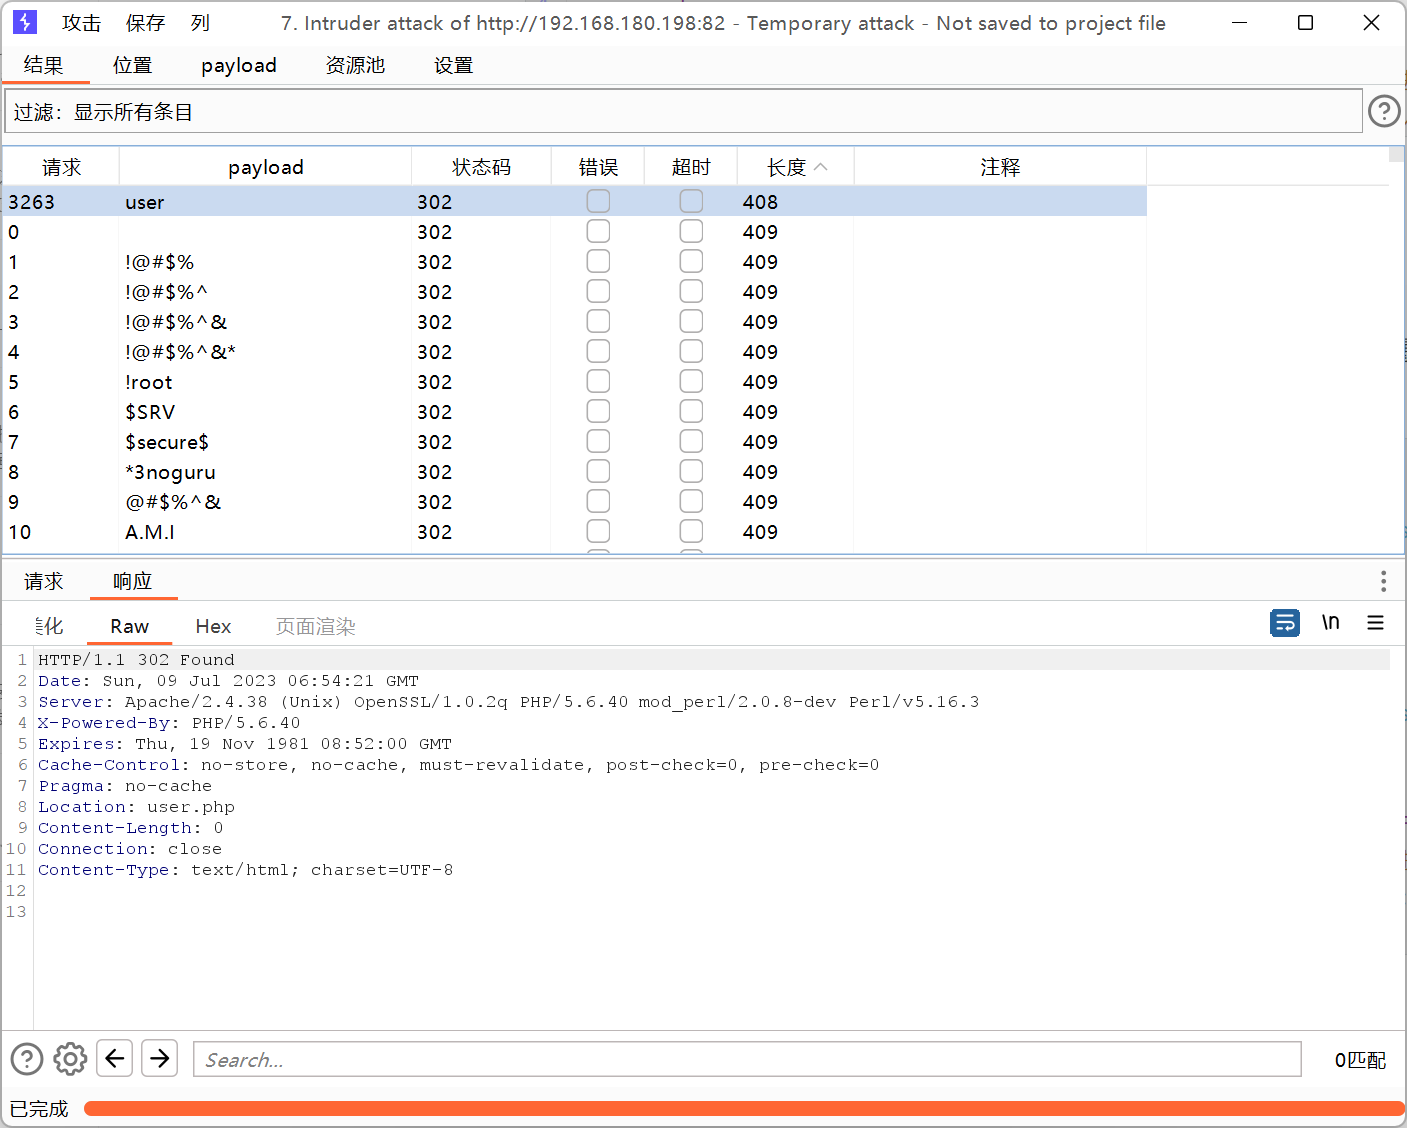 攻击 保存 列 7. Intruder attack of http://192.168.180.198:82 - Temporary attack - Not saved to project file
结果 位置 payload 资源池 设置
过滤：显示所有条目
请求 payload 状态码 错误 超时 长度 注释
3263 user 302 408
0 302 409
1 !@#$% 302 409
2 !@#$%^ 302 409
3 !@#$%^& 302 409
4 !@#$%^&* 302 409
5 !root 302 409
6 $SRV 302 409
7 $secure$ 302 409
8 *3noguru 302 409
9 @#$%^& 302 409
10 A.M.I 302 409
请求 响应
美化 Raw Hex 页面渲染 \n
1 HTTP/1.1 302 Found
2 Date: Sun, 09 Jul 2023 06:54:21 GMT
3 Server: Apache/2.4.38 (Unix) OpenSSL/1.0.2q PHP/5.6.40 mod_perl/2.0.8-dev Perl/v5.16.3
4 X-Powered-By: PHP/5.6.40
5 Expires: Thu, 19 Nov 1981 08:52:00 GMT
6 Cache-Control: no-store, no-cache, must-revalidate, post-check=0, pre-check=0
7 Pragma: no-cache
8 Location: user.php
9 Content-Length: 0
10 Connection: close
11 Content-Type: text/html; charset=UTF-8
12
13
Search... 0匹配
已完成